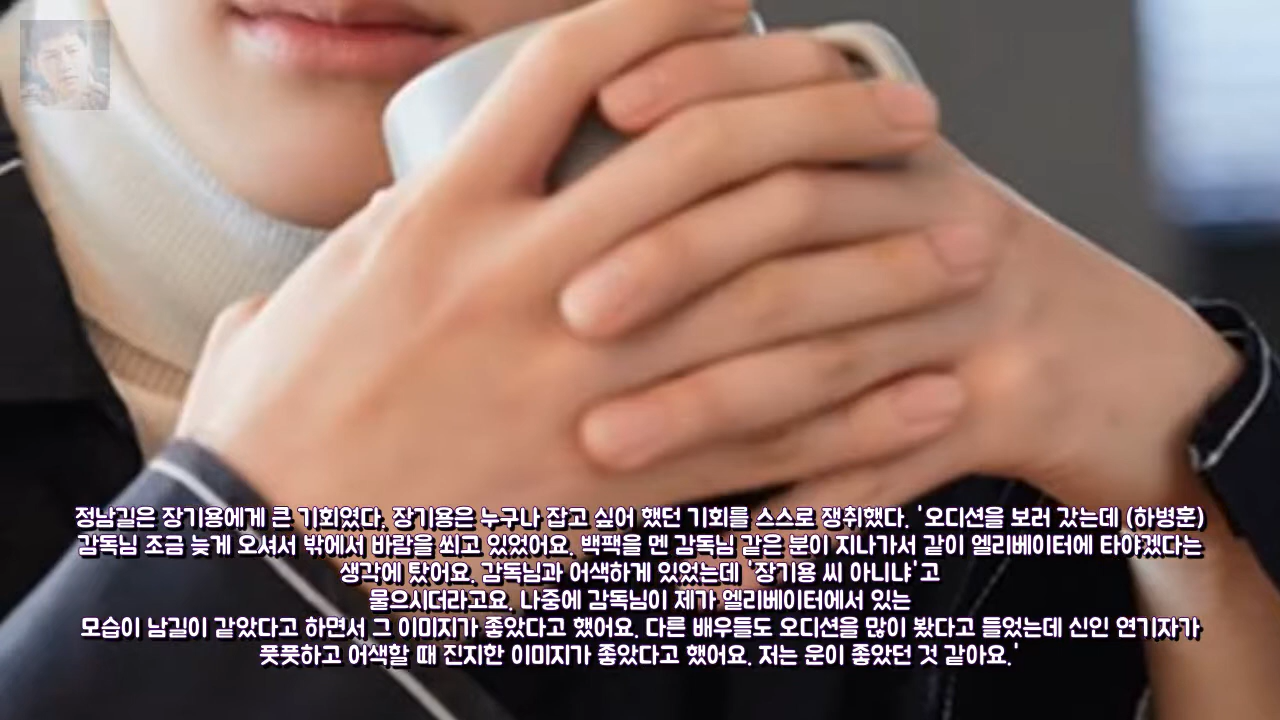 정남길은 장기용에게 큰 기회였다. 장기용은 누구나 잡고 싶어 했던 기회를 스스로 쟁취했다. '오디션을 보러 갔는데 (하병훈)
감독님 조금 늦게 오셔서 밖에서 바람을 쐬고 있었어요. 백팩을 멘 감독님 같은 분이 지나가서 같이 엘리베이터에 타야겠다는
생각에 탔어요. 감독님과 어색하게 있었는데 '장기용 씨 아니냐'고
물으시더라고요. 나중에 감독님이 제가 엘리베이터에서 있는
모습이 남길이 같았다고 하면서 그 이미지가 좋았다고 했어요. 다른 배우들도 오디션을 많이 봤다고 들었는데 신인 연기자가
풋풋하고 어색할 때 진지한 이미지가 좋았다고 했어요. 저는 운이 좋았던 것 같아요.'